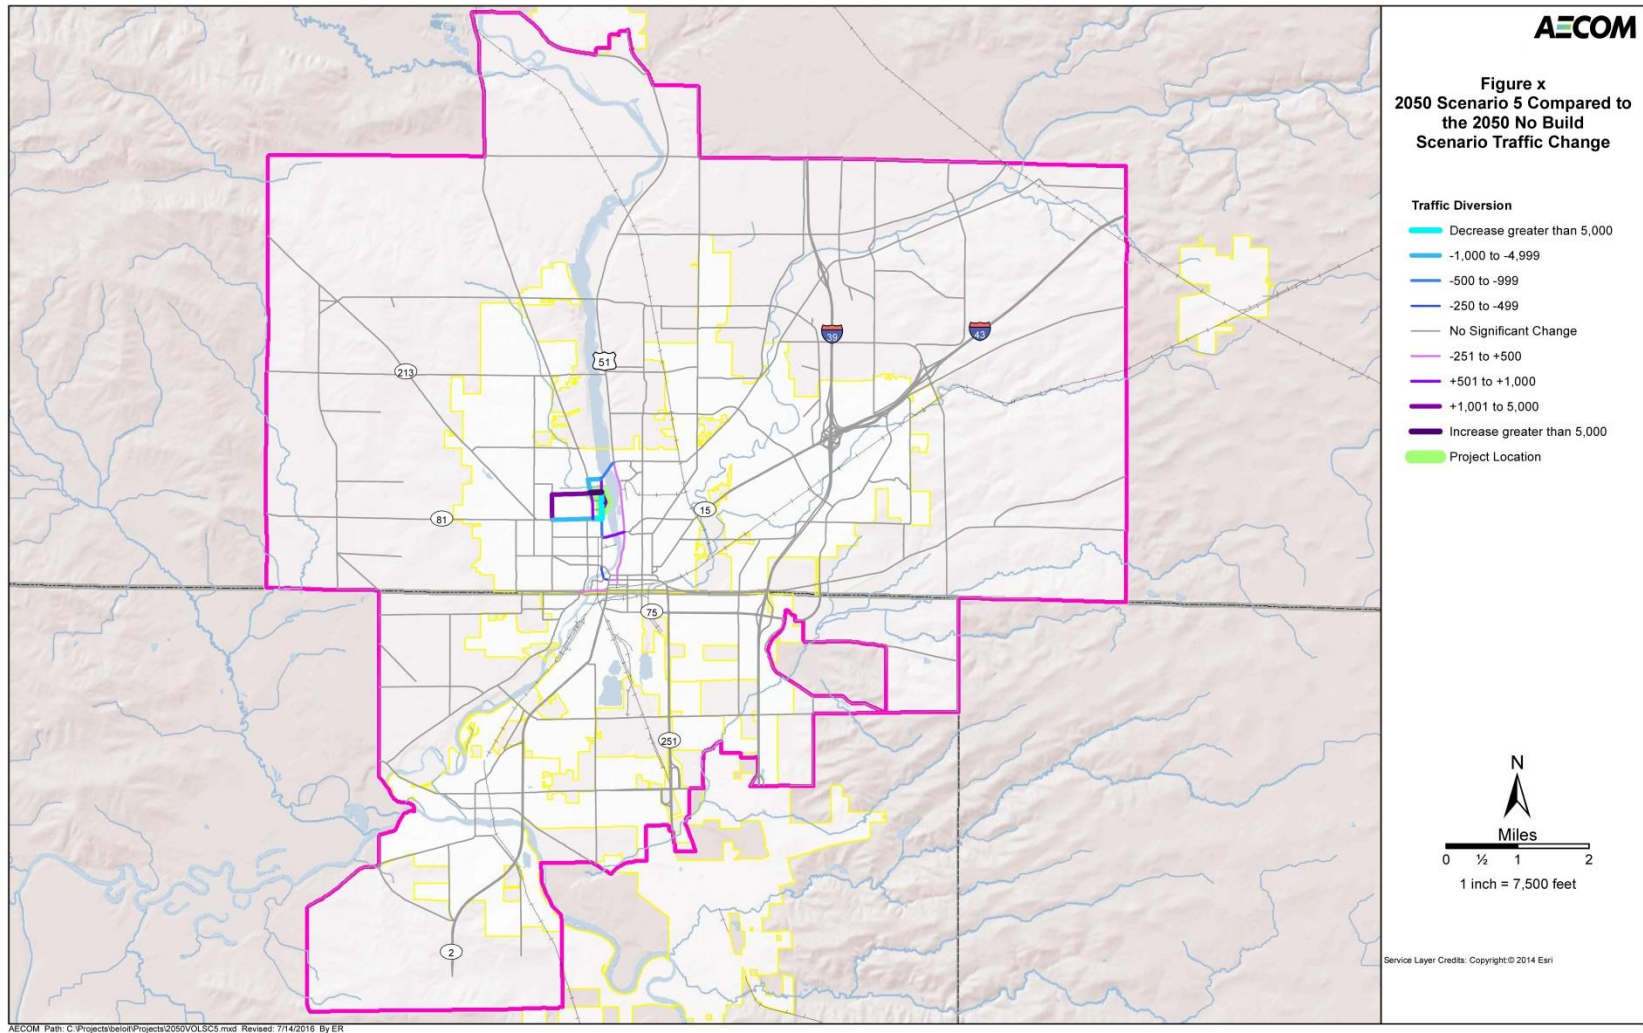 AECOM
Figure x
2050 Scenario 5 Compared to
the 2050 No Build
Scenario Traffic Change
Traffic Diversion
Decrease greater than 5,000
-1,000 to -4,999
-500 to -999
-250 to -499
No Significant Change
-251 to +500
+501 to +1,000
+1,001 to 5,000
Increase greater than 5,000
Project Location
39
43
51
213
81
15
75
251
2
N
Miles
0 ½ 1 2
1 inch = 7,500 feet
Service Layer Credits: Copyright:© 2014 Esri
AECOM Path: C:\Projects\beloit\Projects\2050VOLSC5.mxd Revised: 7/14/2016 By ER